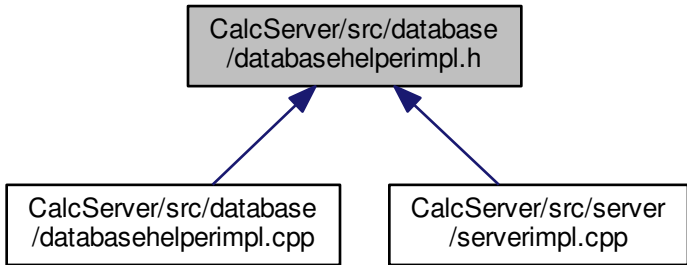 CalcServer/src/database
/databasehelperimpl.h
CalcServer/src/database
/databasehelperimpl.cpp
CalcServer/src/server
/serverimpl.cpp